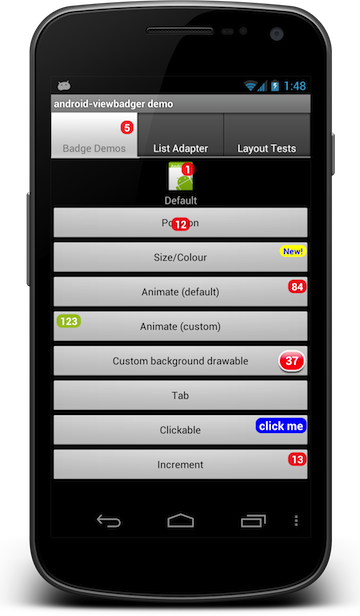 1:48
android-viewbadger demo
5
Badge Demos
List Adapter
Layout Tests
1
Default
12
New!
Size/Colour
84
Animate (default)
123
Animate (custom)
Custom background drawable
37
Tab
Clickable
click me
Increment
13